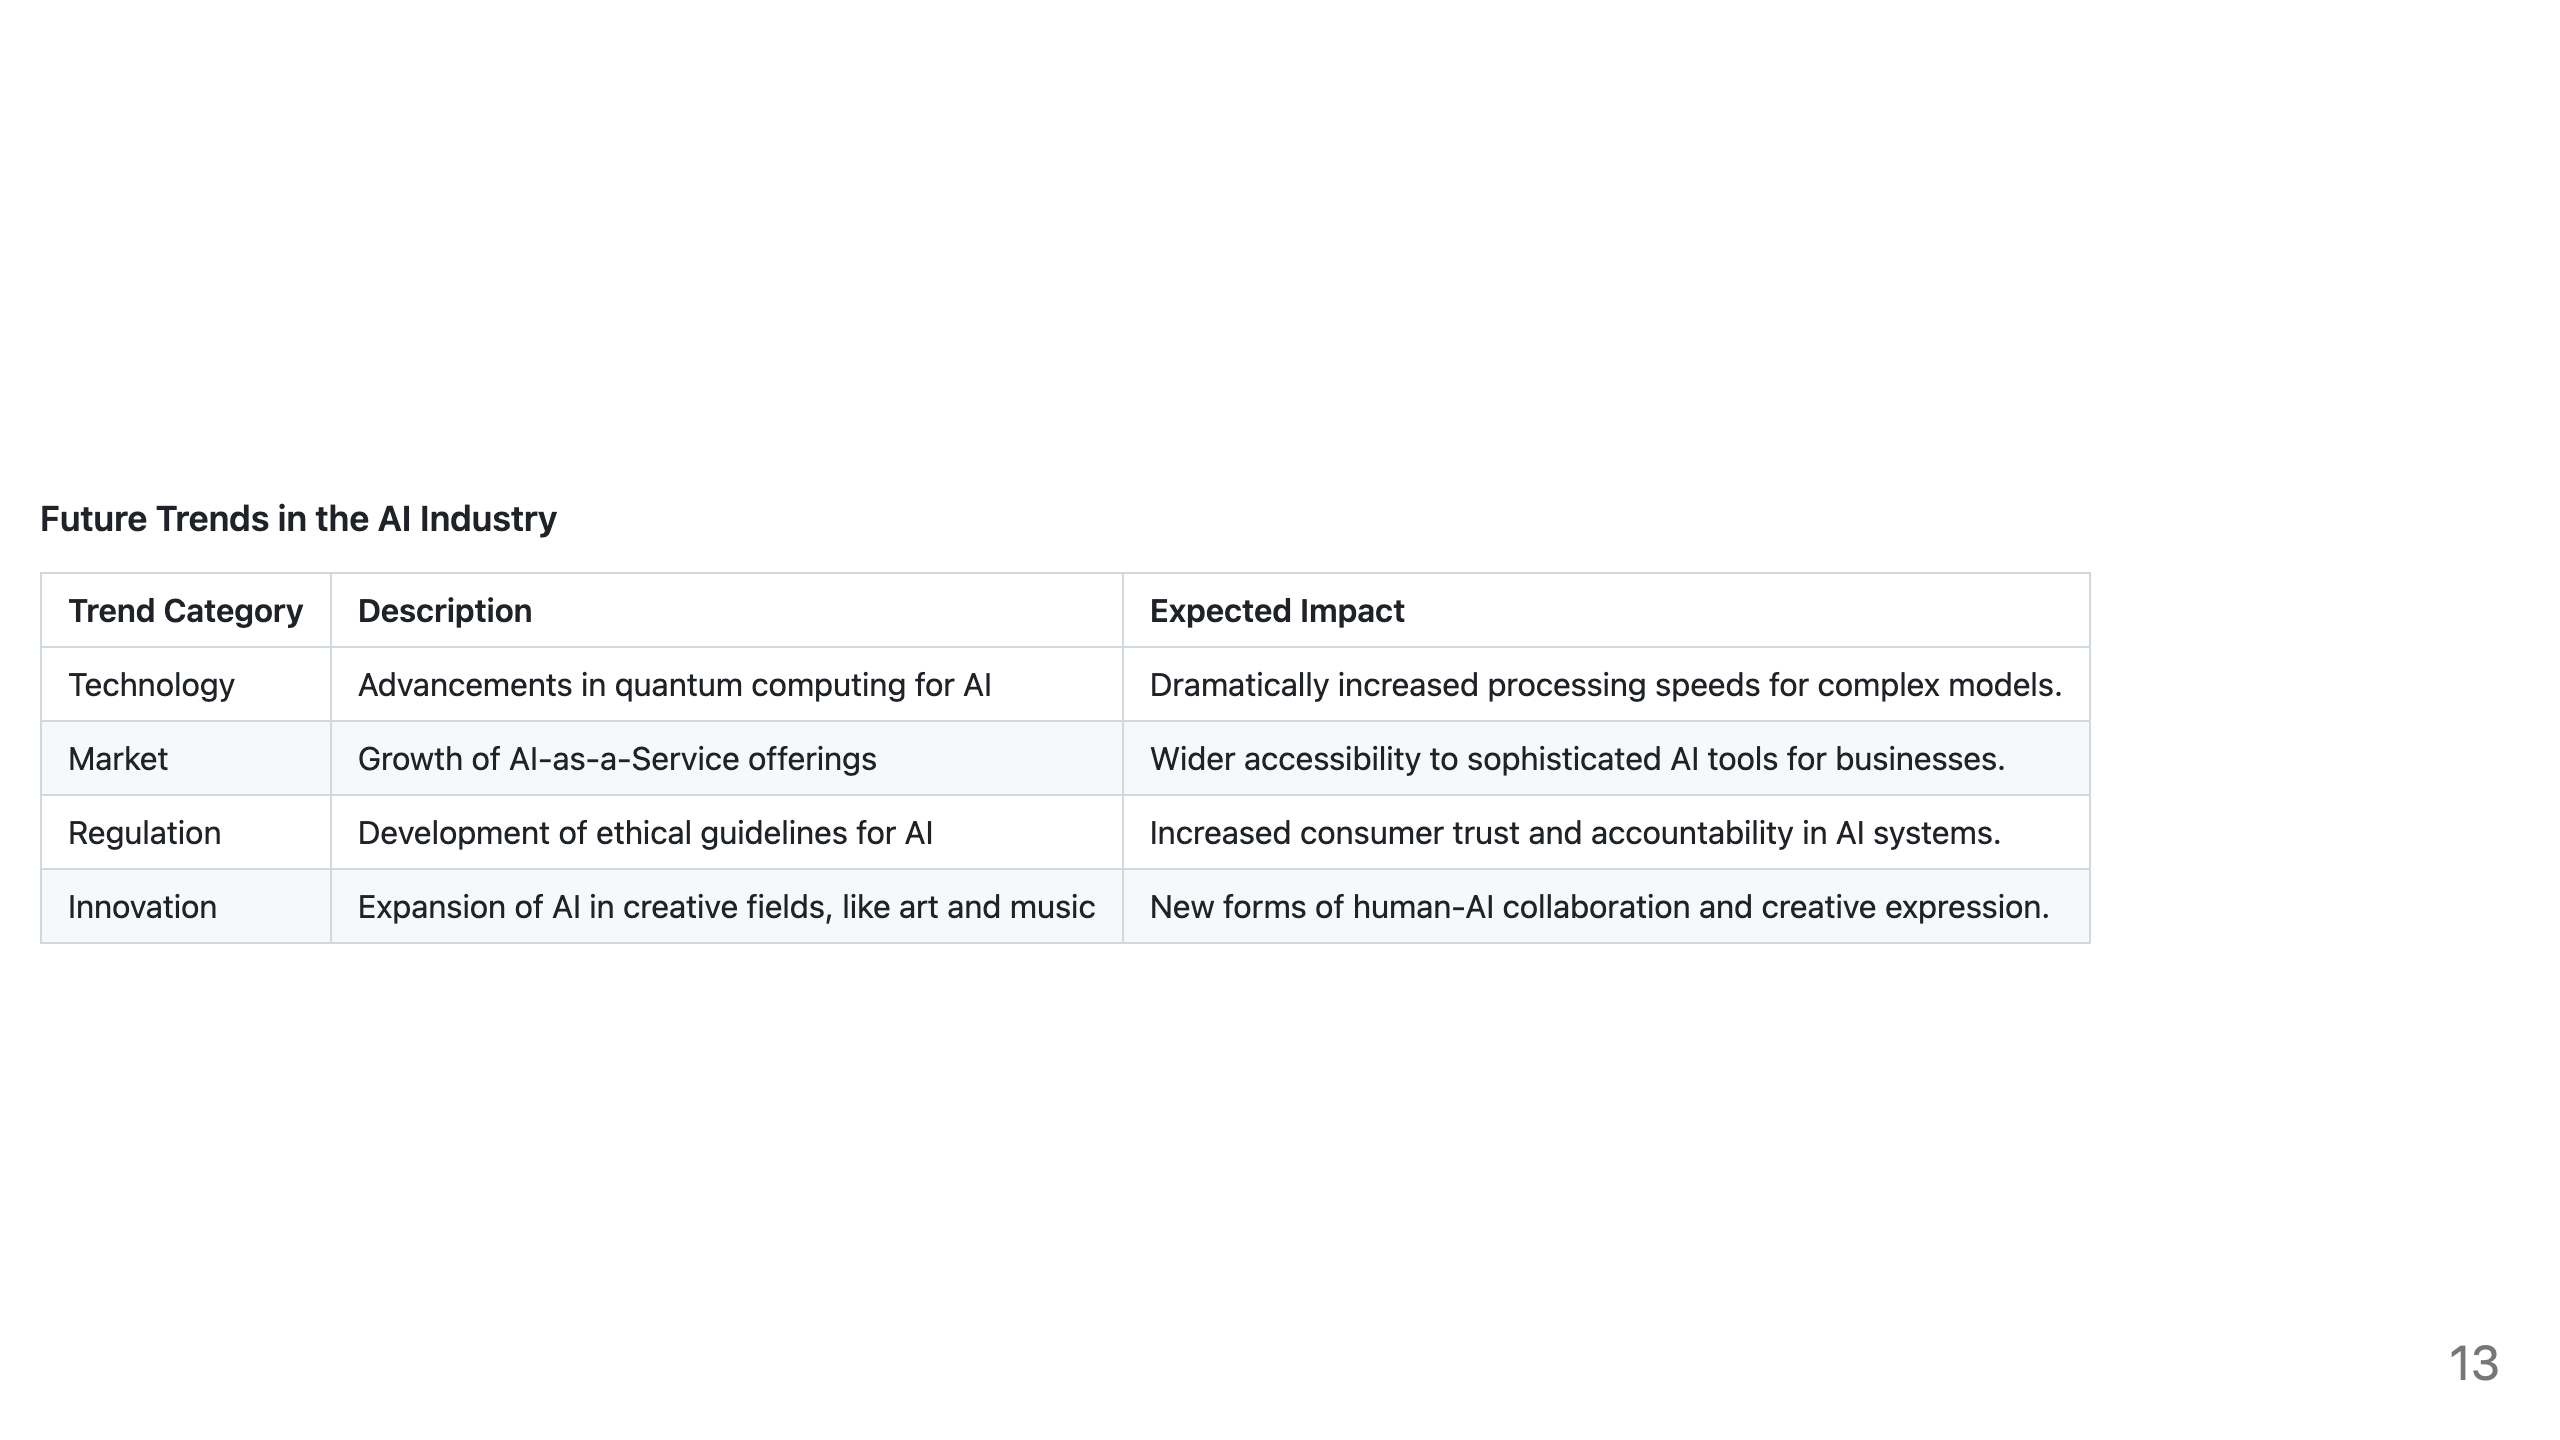 Future Trends in the AI Industry
Trend Category Description Expected Impact
Technology Advancements in quantum computing for AI Dramatically increased processing speeds for complex models.
Market Growth of AI-as-a-Service offerings Wider accessibility to sophisticated AI tools for businesses.
Regulation Development of ethical guidelines for AI Increased consumer trust and accountability in AI systems.
Innovation Expansion of AI in creative fields, like art and music New forms of human-AI collaboration and creative expression.
13